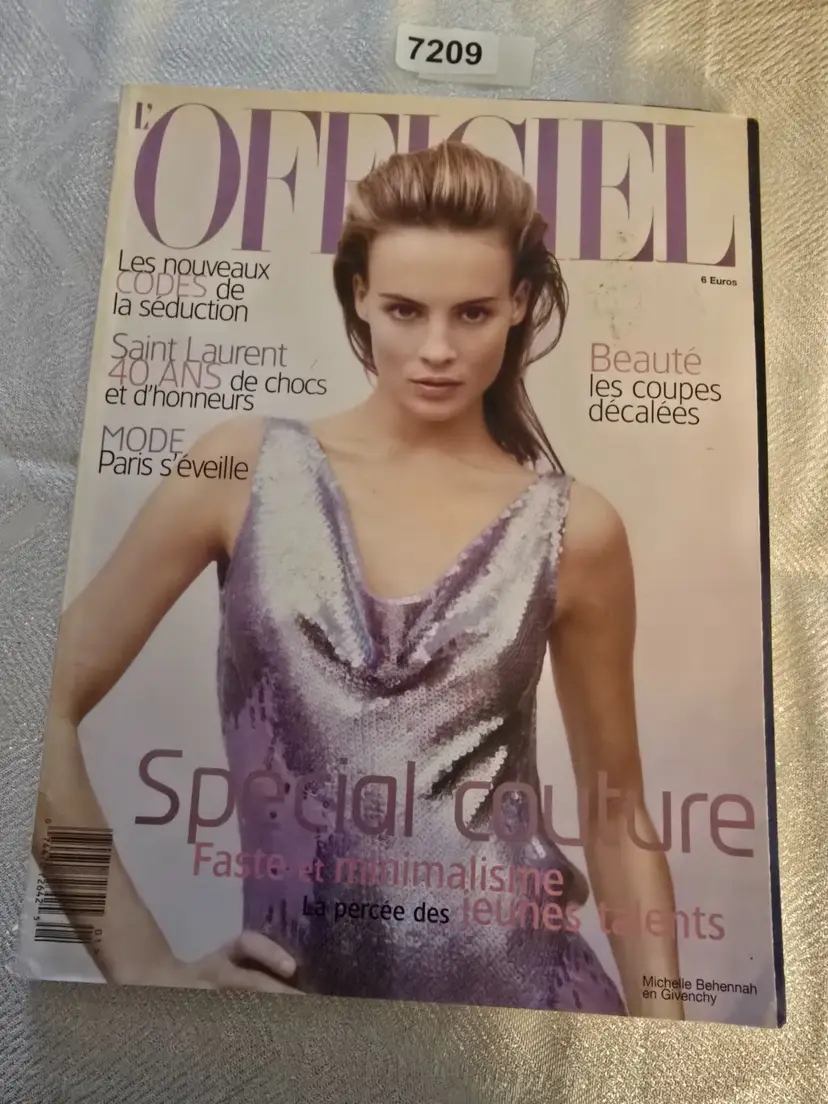 7209
L'OFFICIEL
6 Euros
Les nouveaux
CODES de
la séduction
Saint Laurent
40 ANS de chocs
et d'honneurs
MODE
Paris s'éveille
Beauté
les coupes
décalées
Spécial couture
Faste et minimalisme
La percée des jeunes talents
Michelle Behennah
en Givenchy